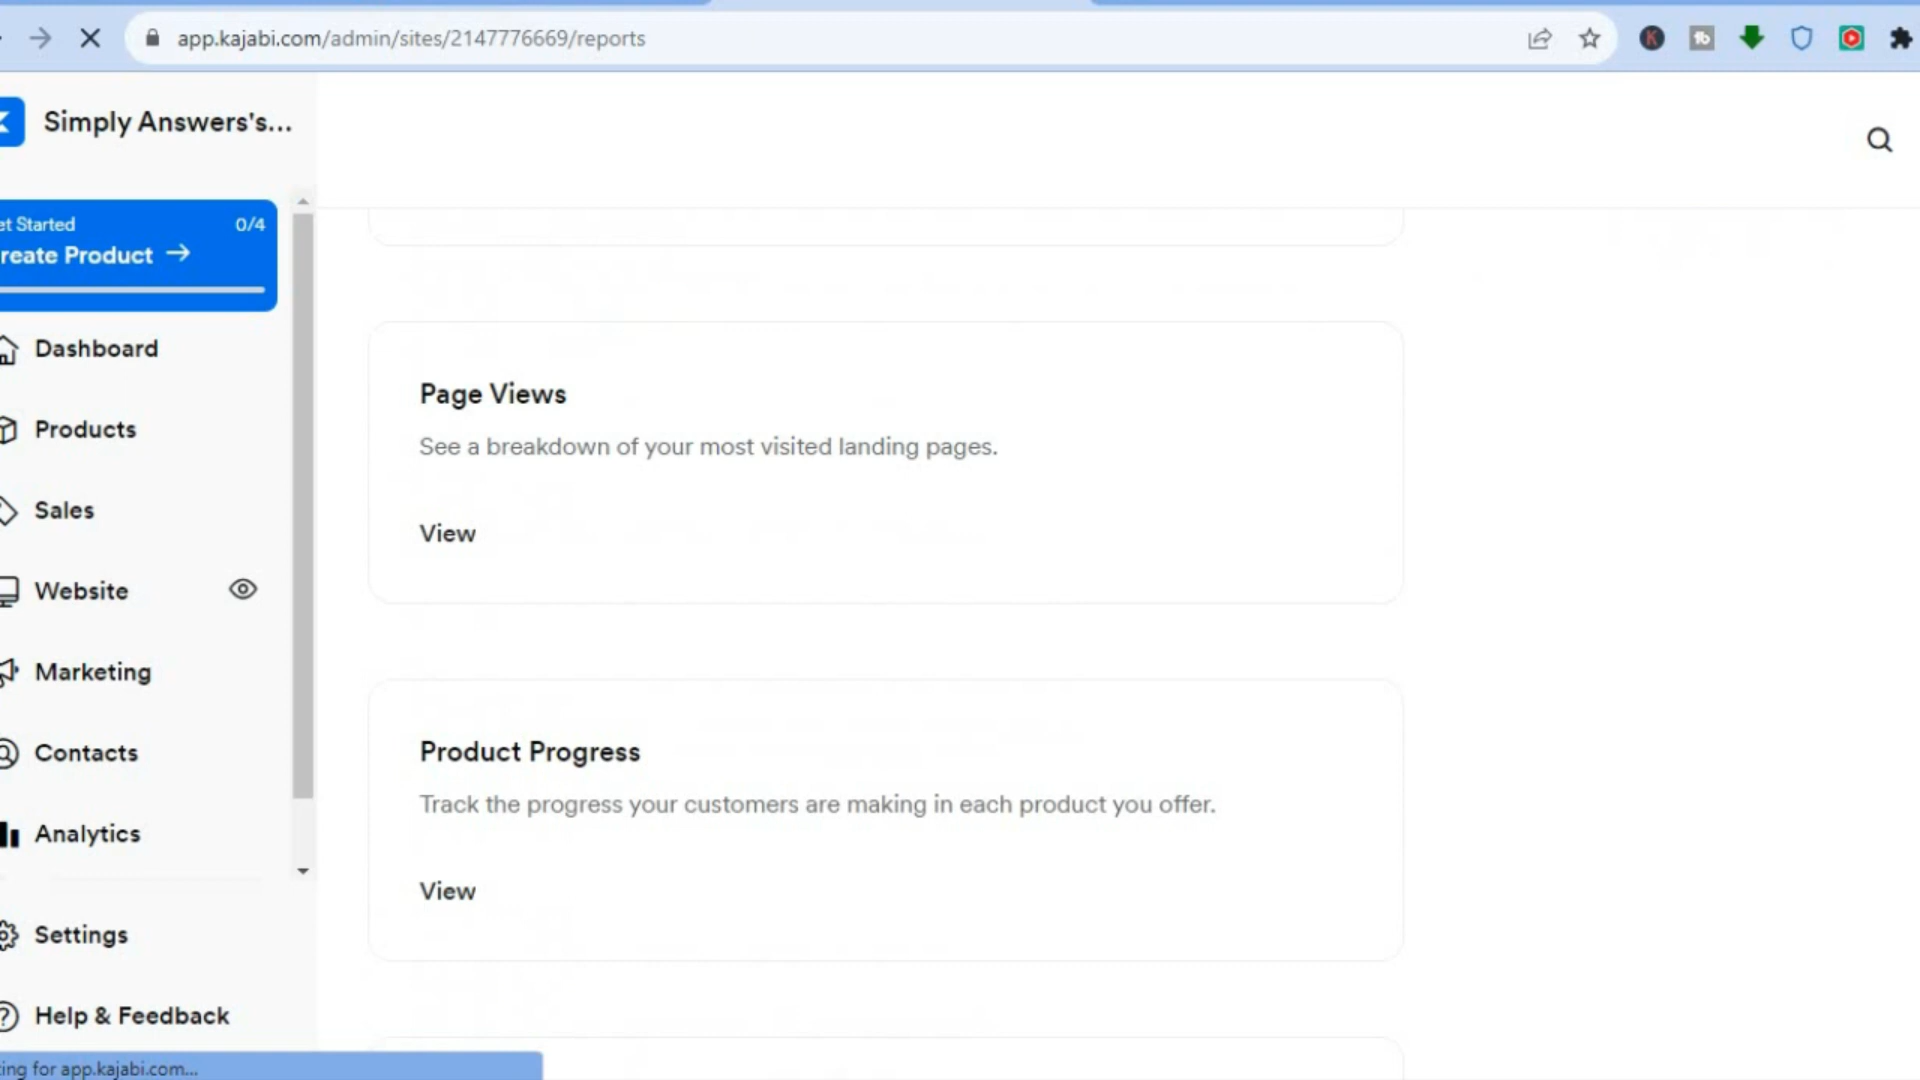 app.kajabi.com/admin/sites/2147776669/reports
Simply Answers's...
et Started 0/4
reate Product →
Dashboard
Products
Sales
Website
Marketing
Contacts
Analytics
Settings
Help & Feedback
Page Views
See a breakdown of your most visited landing pages.
View
Product Progress
Track the progress your customers are making in each product you offer.
View
ting for app.kajabi.com...